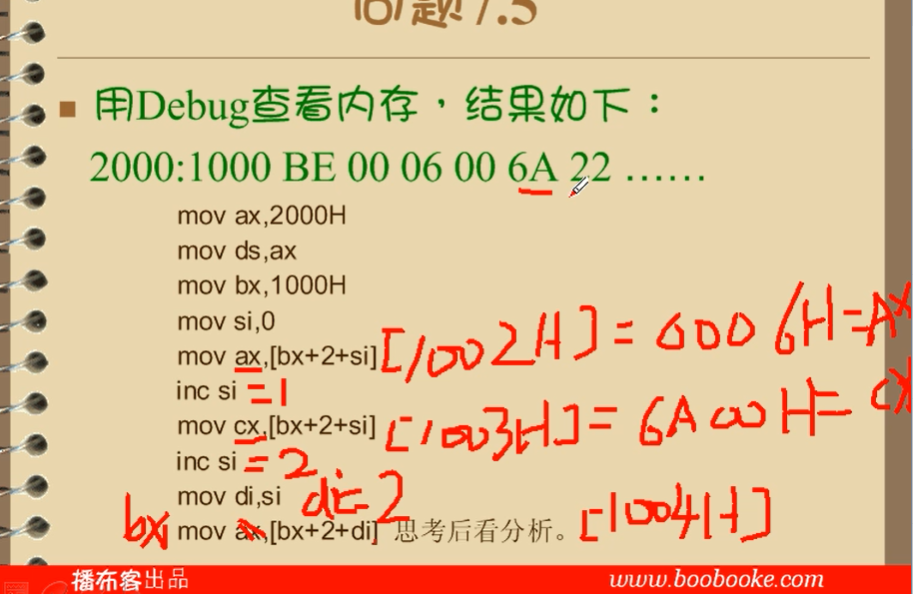 问题7.5
用Debug查看内存，结果如下：
2000:1000 BE 00 06 00 6A 22 ……
mov ax,2000H
mov ds,ax
mov bx,1000H
mov si,0
mov ax,[bx+2+si] [1002H] = 0006H=AX
inc si =1
mov cx,[bx+2+si] [1003H] = 6A00H= CX
inc si =2
mov di,si di=2
bx mov ax,[bx+2+di] 思考后看分析。 [1004H]
播布客出品 www.boobooke.com